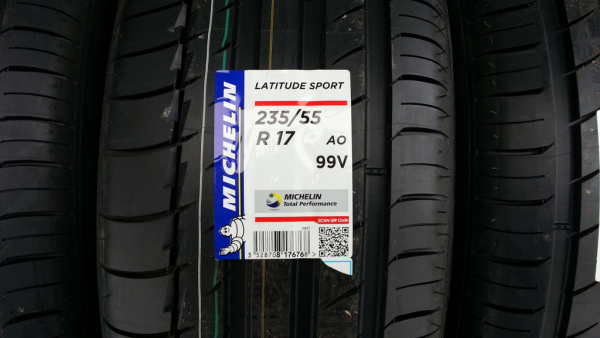 MICHELIN
LATITUDE SPORT
235/55
R 17 AO
99V
MICHELIN
Total Performance
SCAN QR Code